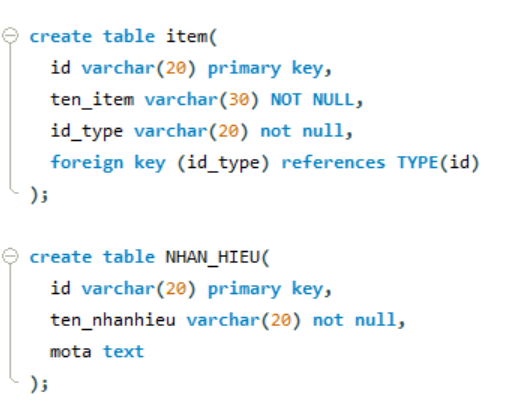 create table item(
id varchar(20) primary key,
ten_item varchar(30) NOT NULL,
id_type varchar(20) not null,
foreign key (id_type) references TYPE(id)
);
create table NHAN_HIEU(
id varchar(20) primary key,
ten_nhanhieu varchar(20) not null,
mota text
);